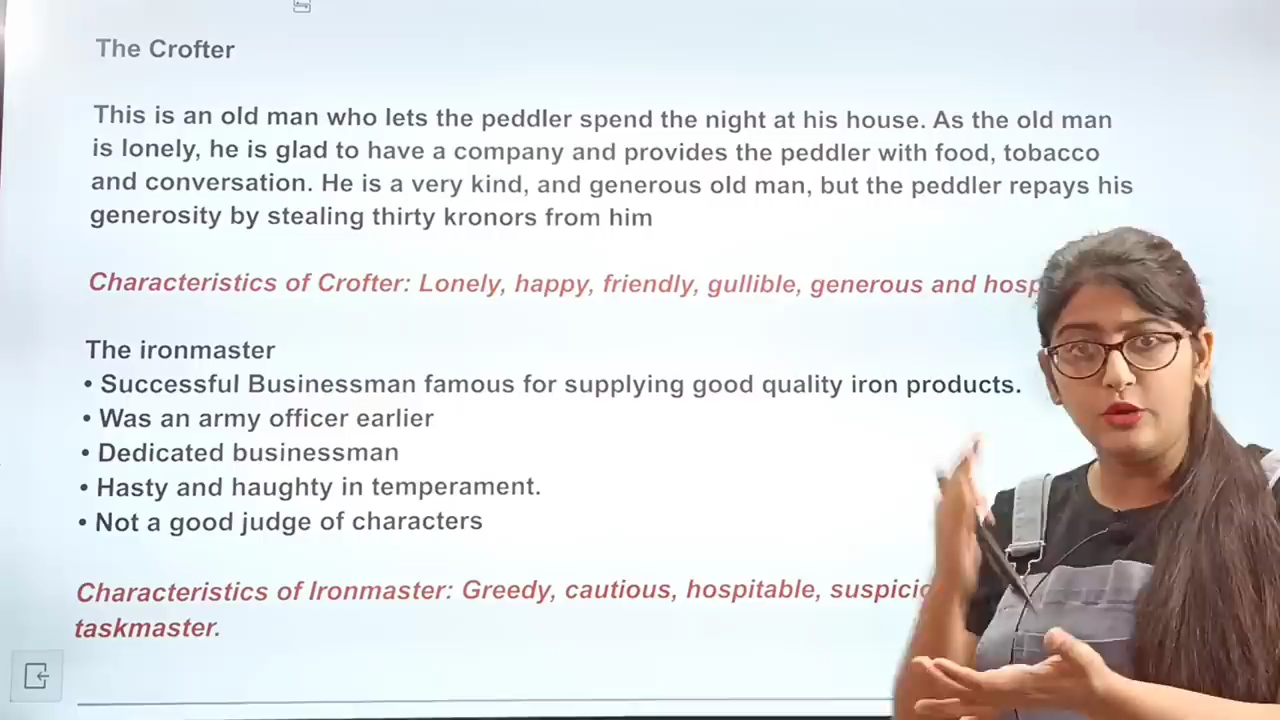 The Crofter
This is an old man who lets the peddler spend the night at his house. As the old man
is lonely, he is glad to have a company and provides the peddler with food, tobacco
and conversation. He is a very kind, and generous old man, but the peddler repays his
generosity by stealing thirty kronors from him
Characteristics of Crofter: Lonely, happy, friendly, gullible, generous and
The ironmaster
• Successful Businessman famous for supplying good quality iron products.
• Was an army officer earlier
• Dedicated businessman
• Hasty and haughty in temperament.
• Not a good judge of characters
Characteristics of Ironmaster: Greedy, cautious, hospitable,
taskmaster.